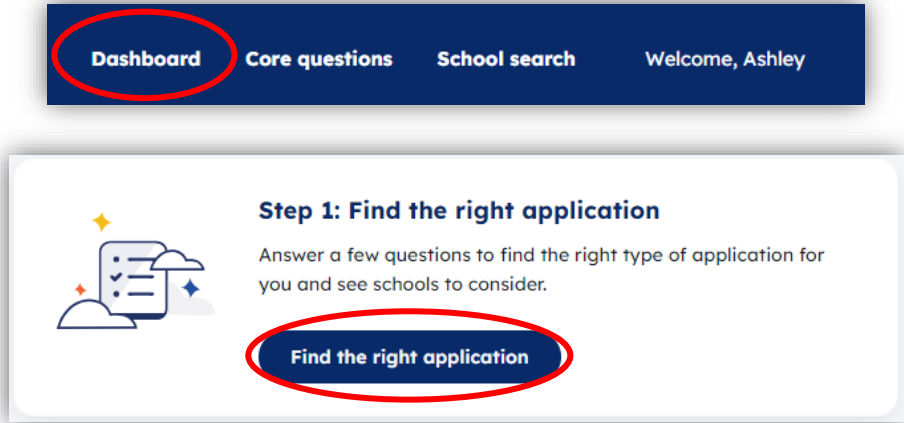 Dashboard Core questions School search Welcome, Ashley
Step 1: Find the right application
Answer a few questions to find the right type of application for
you and see schools to consider.
Find the right application